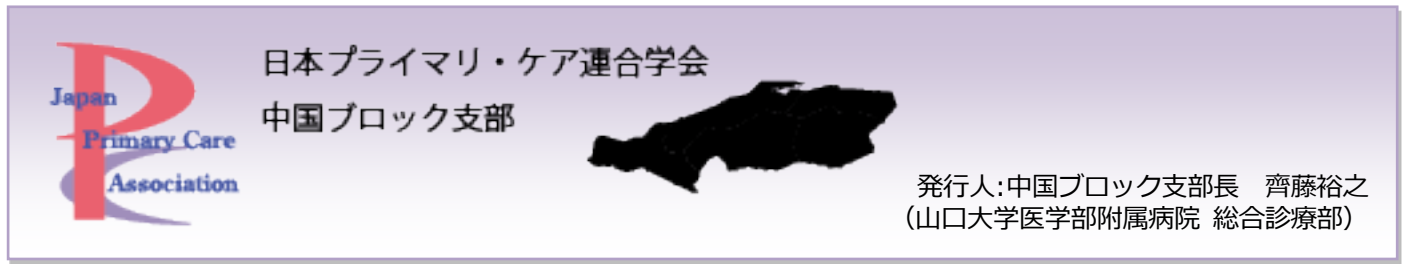 Japan
Primary Care
Association
日本プライマリ・ケア連合学会
中国ブロック支部
発行人:中国ブロック支部長　齊藤裕之
（山口大学医学部附属病院 総合診療部）